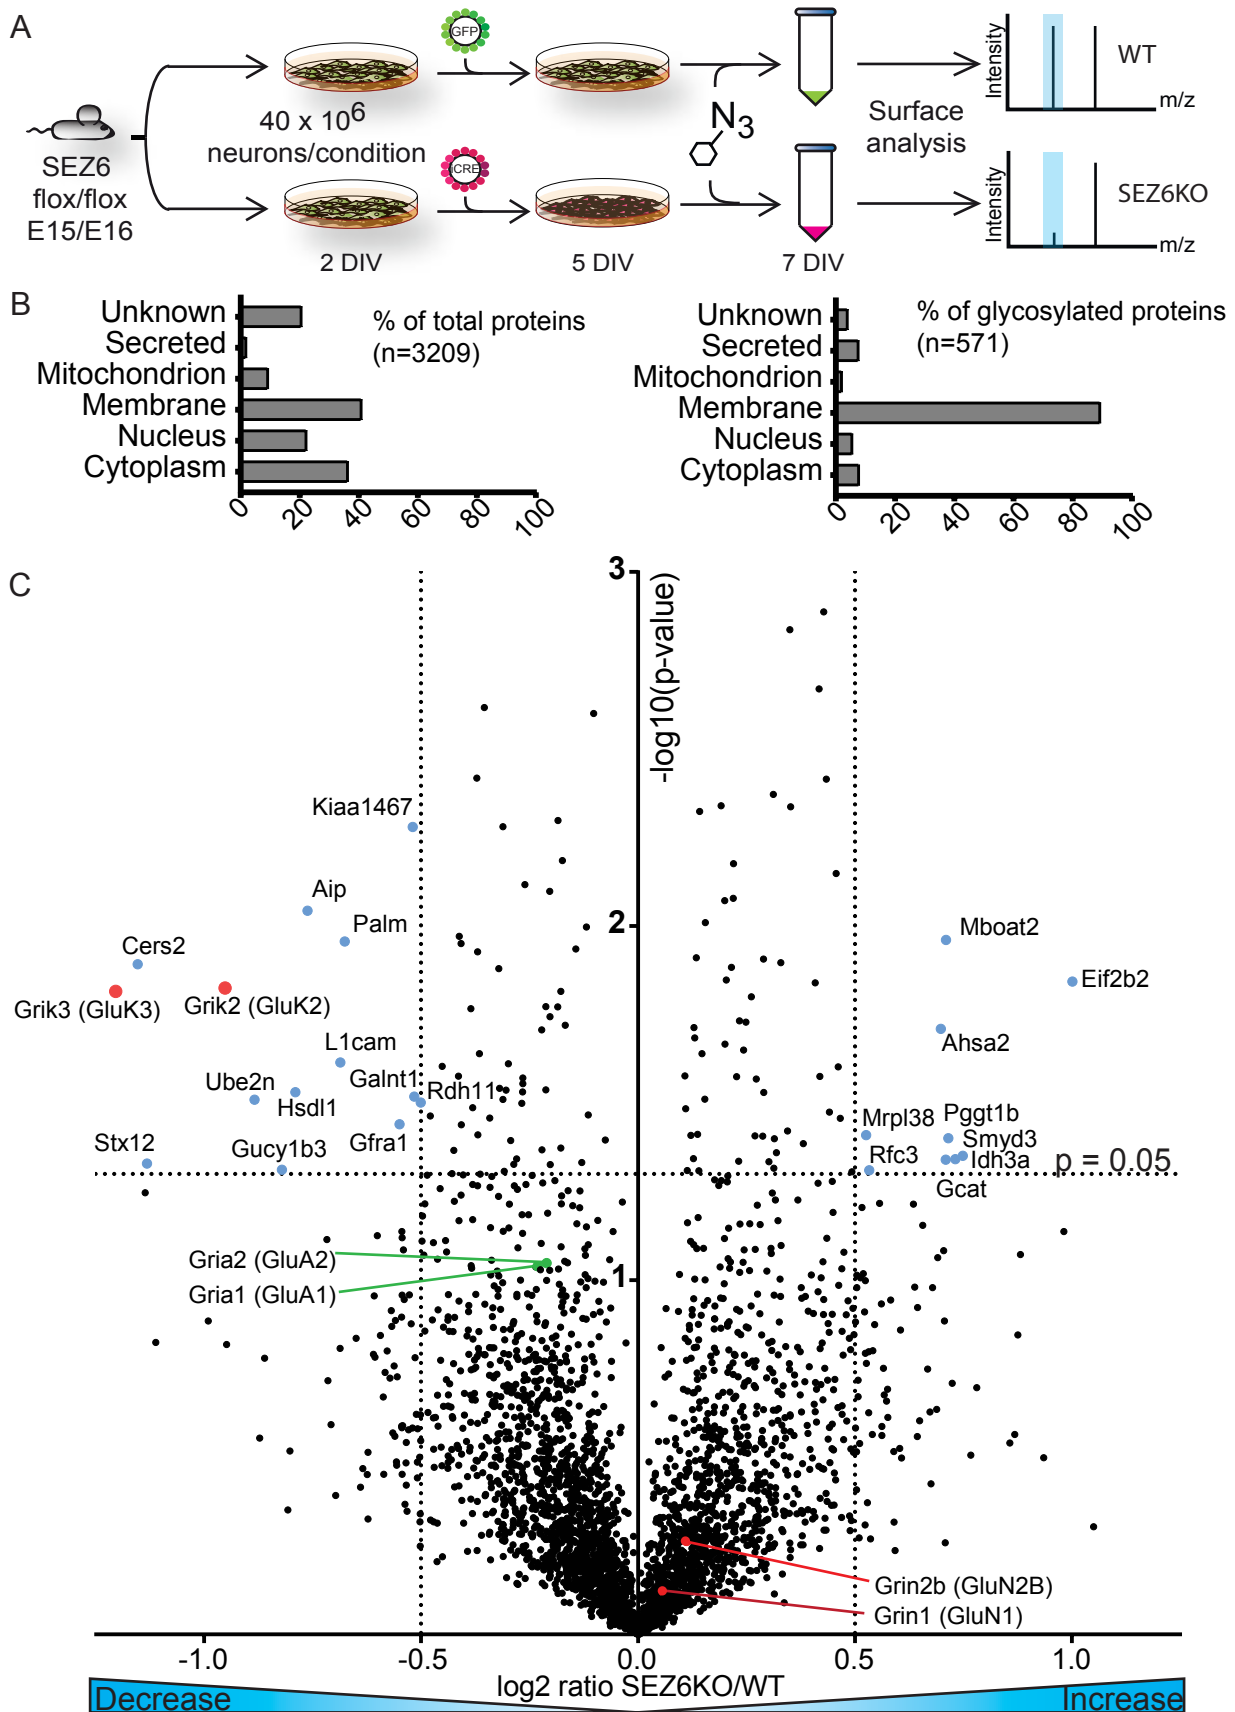 A
GFP
WT
Intensity
m/z
N3
40 x 10^6
neurons/condition
Surface
analysis
SEZ6
flox/flox
E15/E16
iCRE
SEZ6KO
Intensity
m/z
2 DIV
5 DIV
7 DIV
B
Unknown
Secreted
Mitochondrion
Membrane
Nucleus
Cytoplasm
% of total proteins
(n=3209)
0 20 40 60 80 100
Unknown
Secreted
Mitochondrion
Membrane
Nucleus
Cytoplasm
% of glycosylated proteins
(n=571)
0 20 40 60 80 100
C
3
-log10(p-value)
Kiaa1467
Aip
Palm
2
Mboat2
Cers2
Eif2b2
Grik3 (GluK3)
Grik2 (GluK2)
L1cam
Ahsa2
Galnt1
Ube2n
Rdh11
Hsdl1
Mrpl38
Pggt1b
Stx12
Gucy1b3
Gfra1
Smyd3
Rfc3
Idh3a
p = 0.05
Gcat
Gria2 (GluA2)
1
Gria1 (GluA1)
Grin2b (GluN2B)
Grin1 (GluN1)
-1.0 -0.5 0.0 0.5 1.0
log2 ratio SEZ6KO/WT
Decrease
Increase